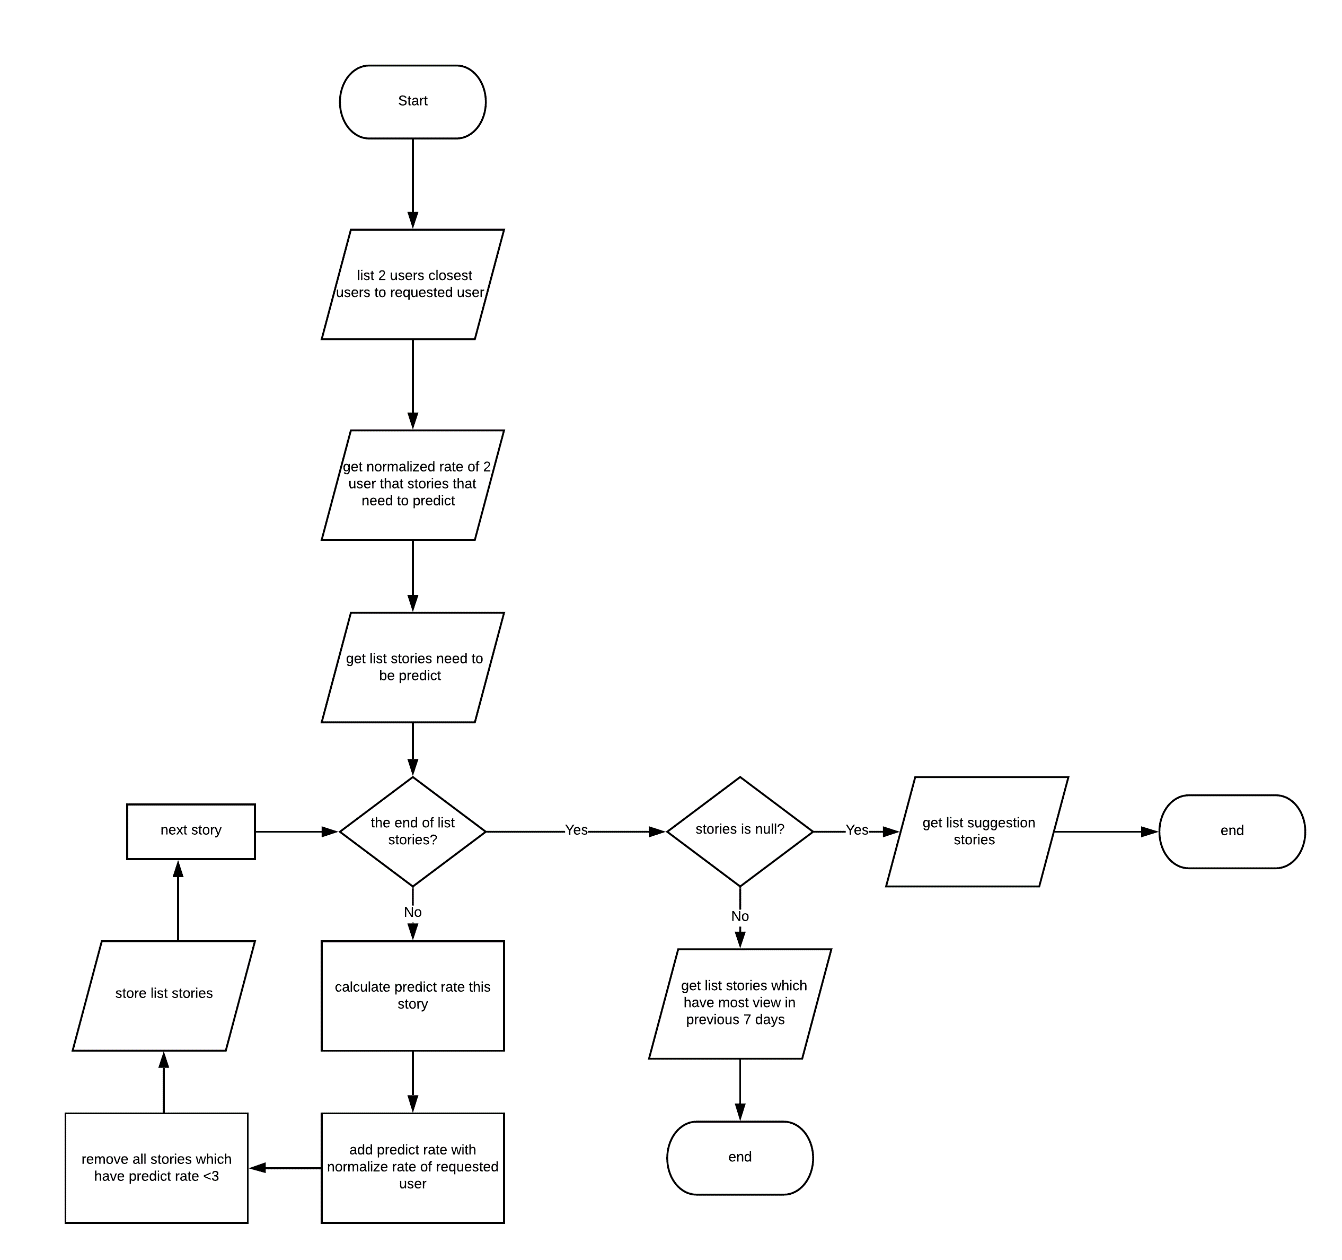 Start
list 2 users closest
users to requested user
get normalized rate of 2
user that stories that
need to predict
get list stories need to
be predict
next story
the end of list
stories?
Yes
stories is null?
Yes
get list suggestion
stories
end
No
No
store list stories
calculate predict rate this
story
get list stories which
have most view in
previous 7 days
remove all stories which
have predict rate <3
add predict rate with
normalize rate of requested
user
end